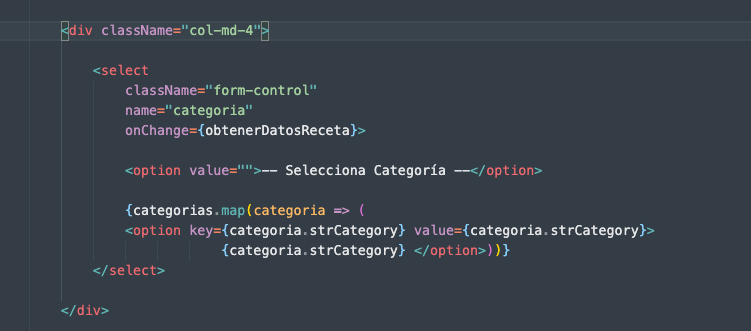 <div className="col-md-4">
<select
className="form-control"
name="categoria"
onChange={obtenerDatosReceta}>
<option value="">-- Selecciona Categoría --</option>
{categorias.map(categoria => (
<option key={categoria.strCategory} value={categoria.strCategory}>
{categoria.strCategory} </option>))}
</select>
</div>